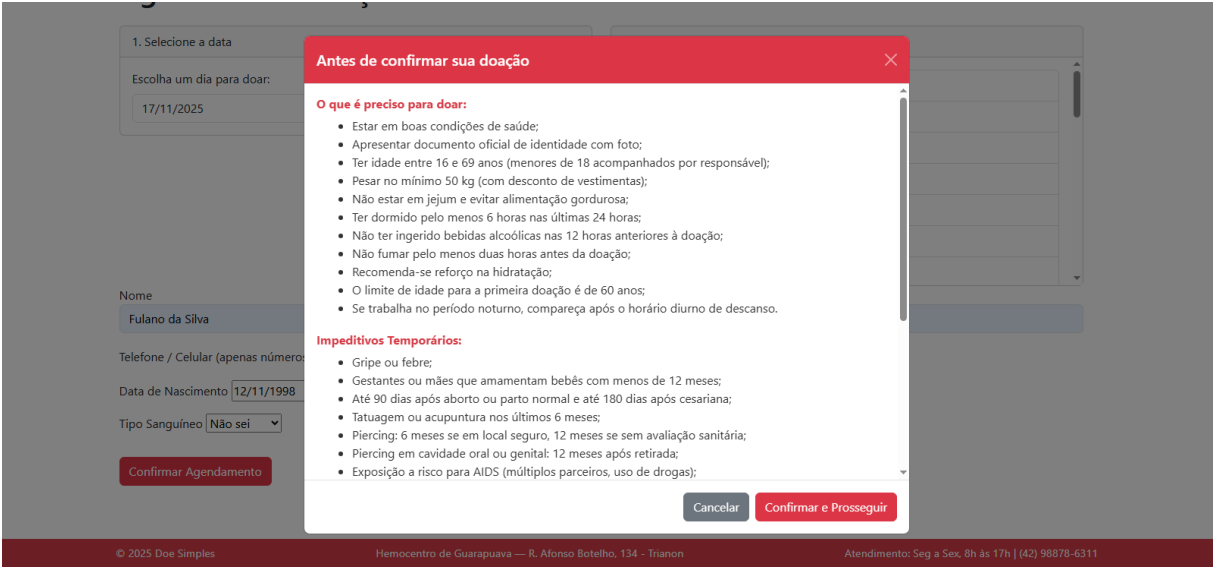 1. Selecione a data
Escolha um dia para doar:
17/11/2025
Antes de confirmar sua doação
O que é preciso para doar:
Estar em boas condições de saúde;
Apresentar documento oficial de identidade com foto;
Ter idade entre 16 e 69 anos (menores de 18 acompanhados por responsável);
Pesar no mínimo 50 kg (com desconto de vestimentas);
Não estar em jejum e evitar alimentação gordurosa;
Ter dormido pelo menos 6 horas nas últimas 24 horas;
Não ter ingerido bebidas alcoólicas nas 12 horas anteriores à doação;
Não fumar pelo menos duas horas antes da doação;
Recomenda-se reforço na hidratação;
O limite de idade para a primeira doação é de 60 anos;
Se trabalha no período noturno, compareça após o horário diurno de descanso.
Impeditivos Temporários:
Gripe ou febre;
Gestantes ou mães que amamentam bebês com menos de 12 meses;
Até 90 dias após aborto ou parto normal e até 180 dias após cesariana;
Tatuagem ou acupuntura nos últimos 6 meses;
Piercing: 6 meses se em local seguro, 12 meses se sem avaliação sanitária;
Piercing em cavidade oral ou genital: 12 meses após retirada;
Exposição a risco para AIDS (múltiplos parceiros, uso de drogas);
Cancelar
Confirmar e Prosseguir
Nome
Fulano da Silva
Telefone / Celular (apenas números
Data de Nascimento 12/11/1998
Tipo Sanguíneo Não sei
Confirmar Agendamento
© 2025 Doe Simples
Hemocentro de Guarapuava — R. Afonso Botelho, 134 - Trianon
Atendimento: Seg a Sex, 8h às 17h | (42) 98878-6311